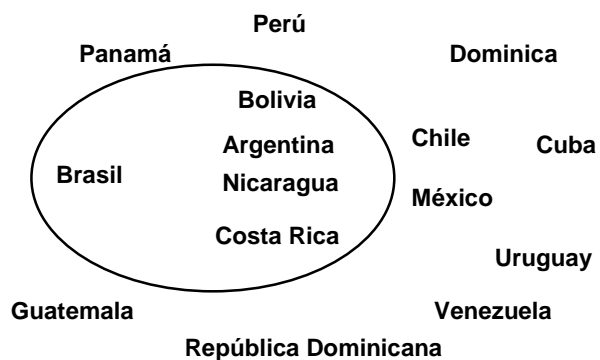 Perú
Panamá
Dominica
Bolivia
Argentina
Chile
Cuba
Brasil
Nicaragua
México
Costa Rica
Uruguay
Guatemala
Venezuela
República Dominicana